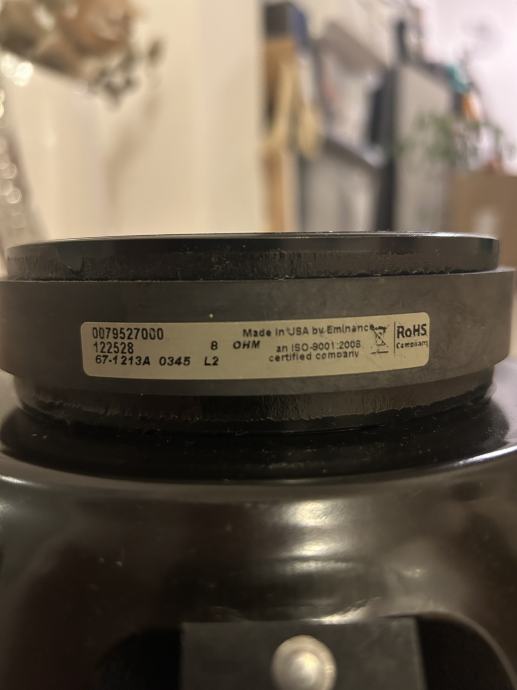 0079527000
122528 8 OHM
67-1213A 0345 L2
Made in USA by Eminance
an ISO-9001:2008
certified company
RoHS
Compliant